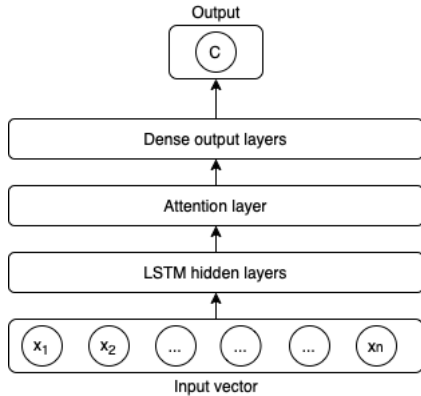 Output
C
Dense output layers
Attention layer
LSTM hidden layers
x₁ x₂ ... ... ... xn
Input vector